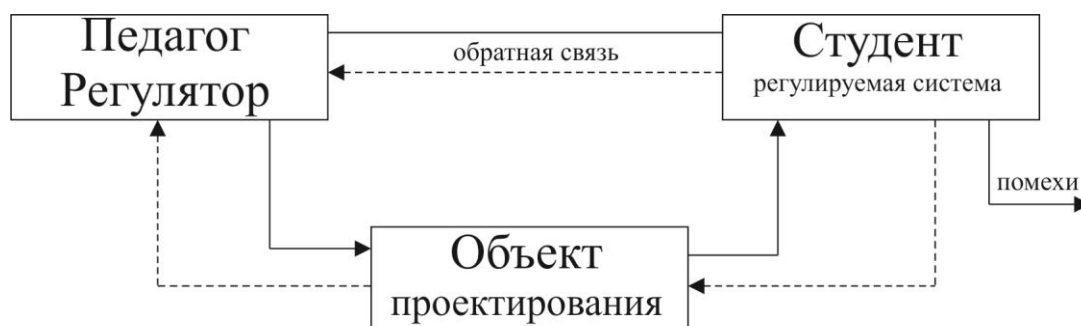 Педагог
Регулятор
обратная связь
Студент
регулируемая система
помехи
Объект
проектирования